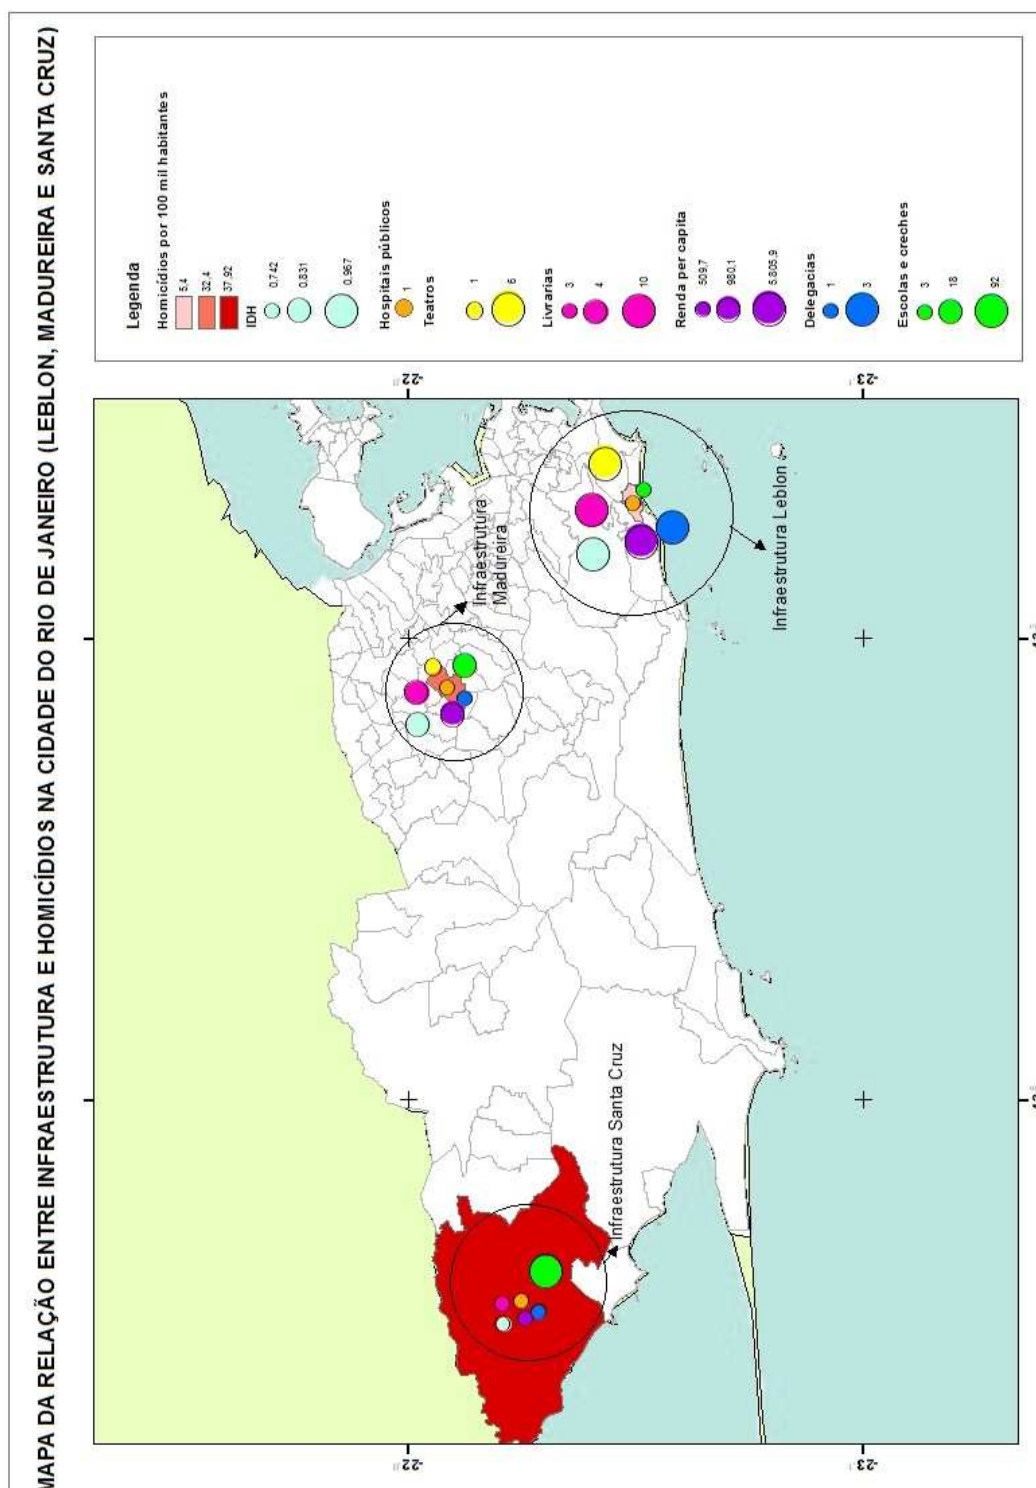 MAPA DA RELAÇÃO ENTRE INFRAESTRUTURA E HOMICÍDIOS NA CIDADE DO RIO DE JANEIRO (LEBLON, MADUREIRA E SANTA CRUZ)
Legenda
Homicídios por 100 mil habitantes
5,4
32,4
37,92
IDH
0,742
0,831
0,967
Hospitais públicos
1
Teatros
1
6
Livrarias
3
4
10
Renda per capita
509,7
980,1
5.805,9
Delegacias
1
3
Escolas e creches
3
18
92
Infraestrutura
Madureira
Infraestrutura Leblon
Infraestrutura Santa Cruz
-22
-23
-22
-23